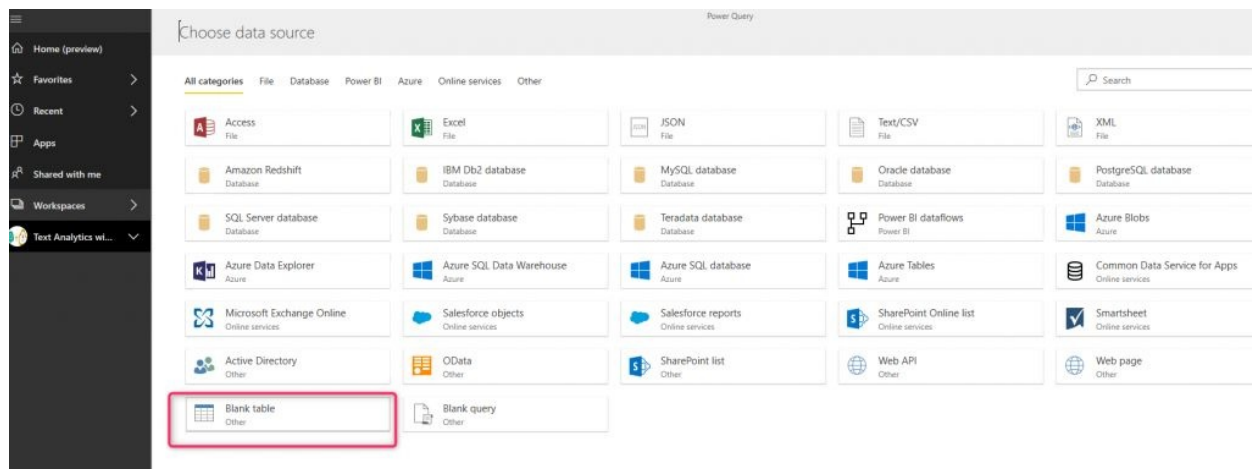 Power Query
Choose data source
Home (preview)
Favorites
Recent
Apps
Shared with me
Workspaces
Text Analytics wi...
All categories File Database Power BI Azure Online services Other
Search
Access
File
Excel
File
JSON
File
Text/CSV
File
XML
File
Amazon Redshift
Database
IBM Db2 database
Database
MySQL database
Database
Oracle database
Database
PostgreSQL database
Database
SQL Server database
Database
Sybase database
Database
Teradata database
Database
Power BI dataflows
Power BI
Azure Blobs
Azure
Azure Data Explorer
Azure
Azure SQL Data Warehouse
Azure
Azure SQL database
Azure
Azure Tables
Azure
Common Data Service for Apps
Online services
Microsoft Exchange Online
Online services
Salesforce objects
Online services
Salesforce reports
Online services
SharePoint Online list
Online services
Smartsheet
Online services
Active Directory
Other
OData
Other
SharePoint list
Other
Web API
Other
Web page
Other
Blank table
Other
Blank query
Other